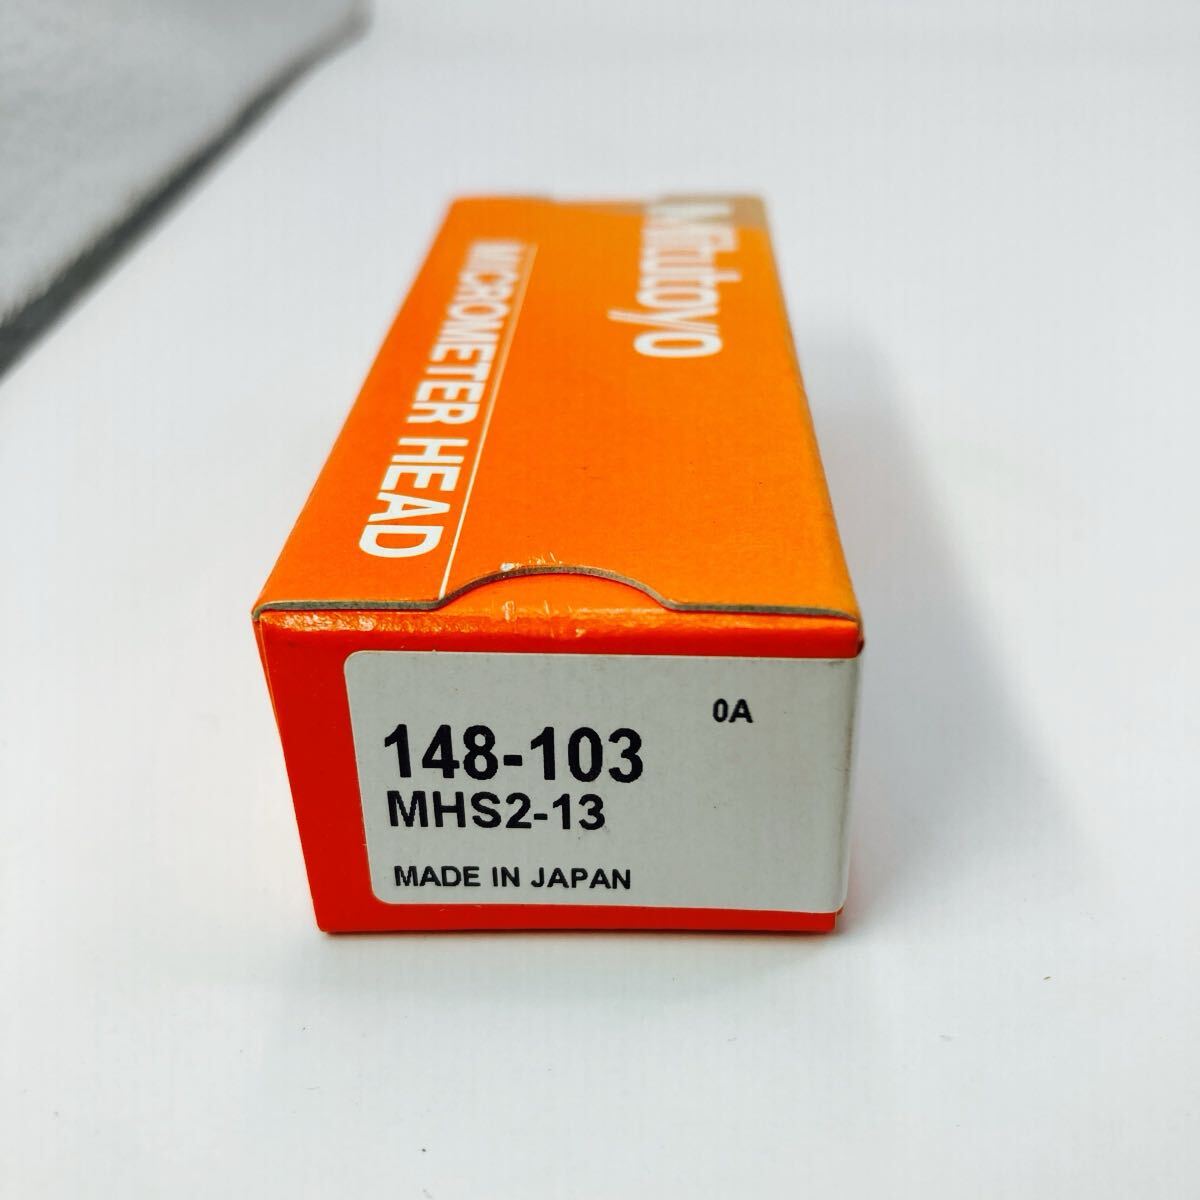 Mitutoyo
MICROMETER HEAD
0A
148-103
MHS2-13
MADE IN JAPAN